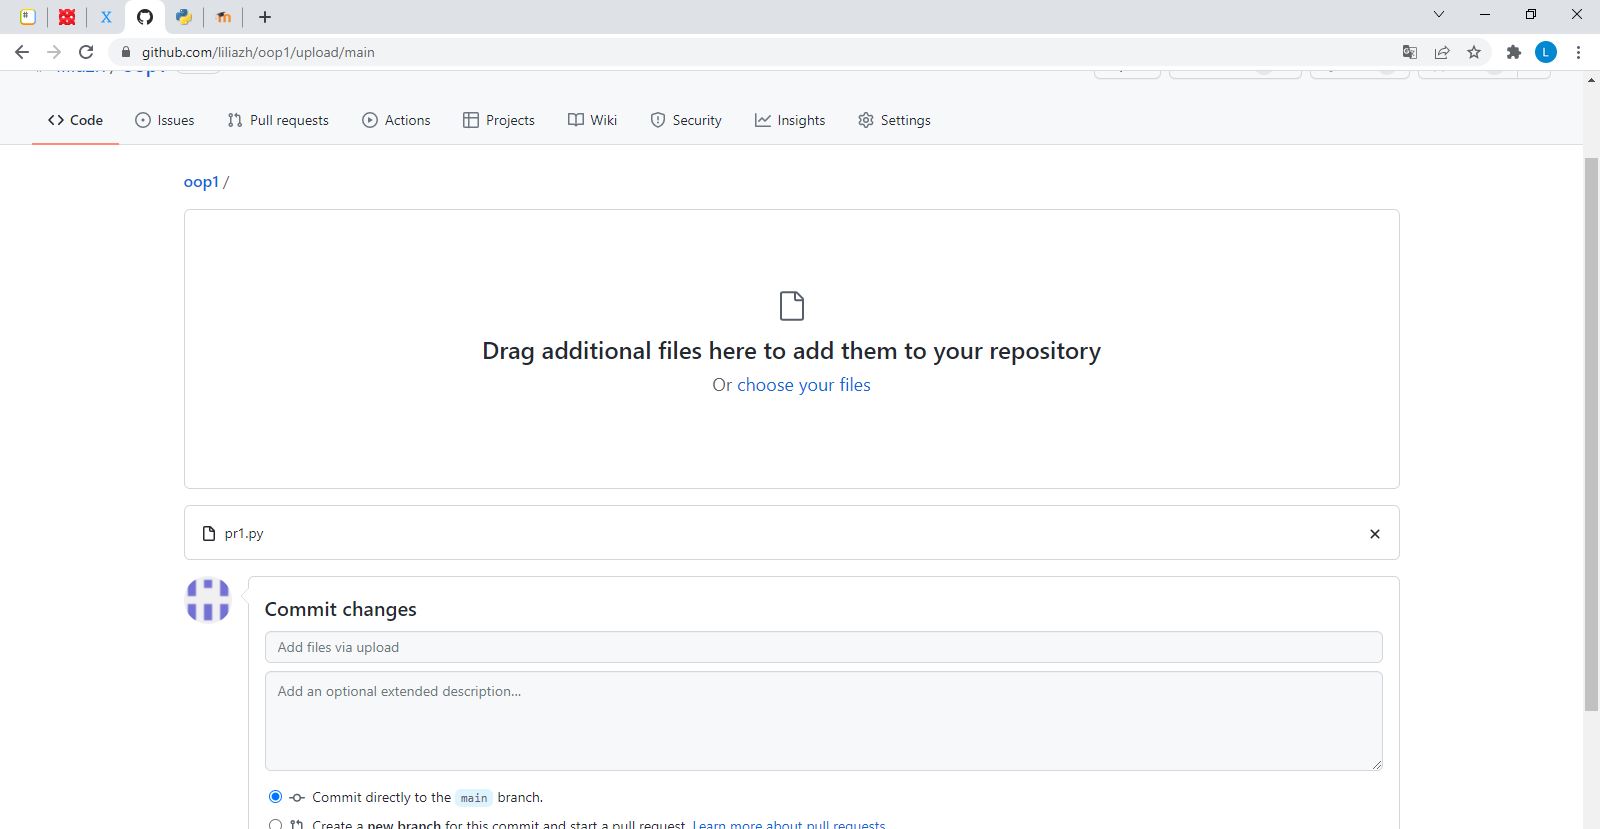 github.com/liliazh/oop1/upload/main
L
Code
Issues
Pull requests
Actions
Projects
Wiki
Security
Insights
Settings
oop1 /
Drag additional files here to add them to your repository
Or choose your files
pr1.py
Commit changes
Add files via upload
Add an optional extended description...
Commit directly to the main branch.
Create a new branch for this commit and start a pull request. Learn more about pull requests.